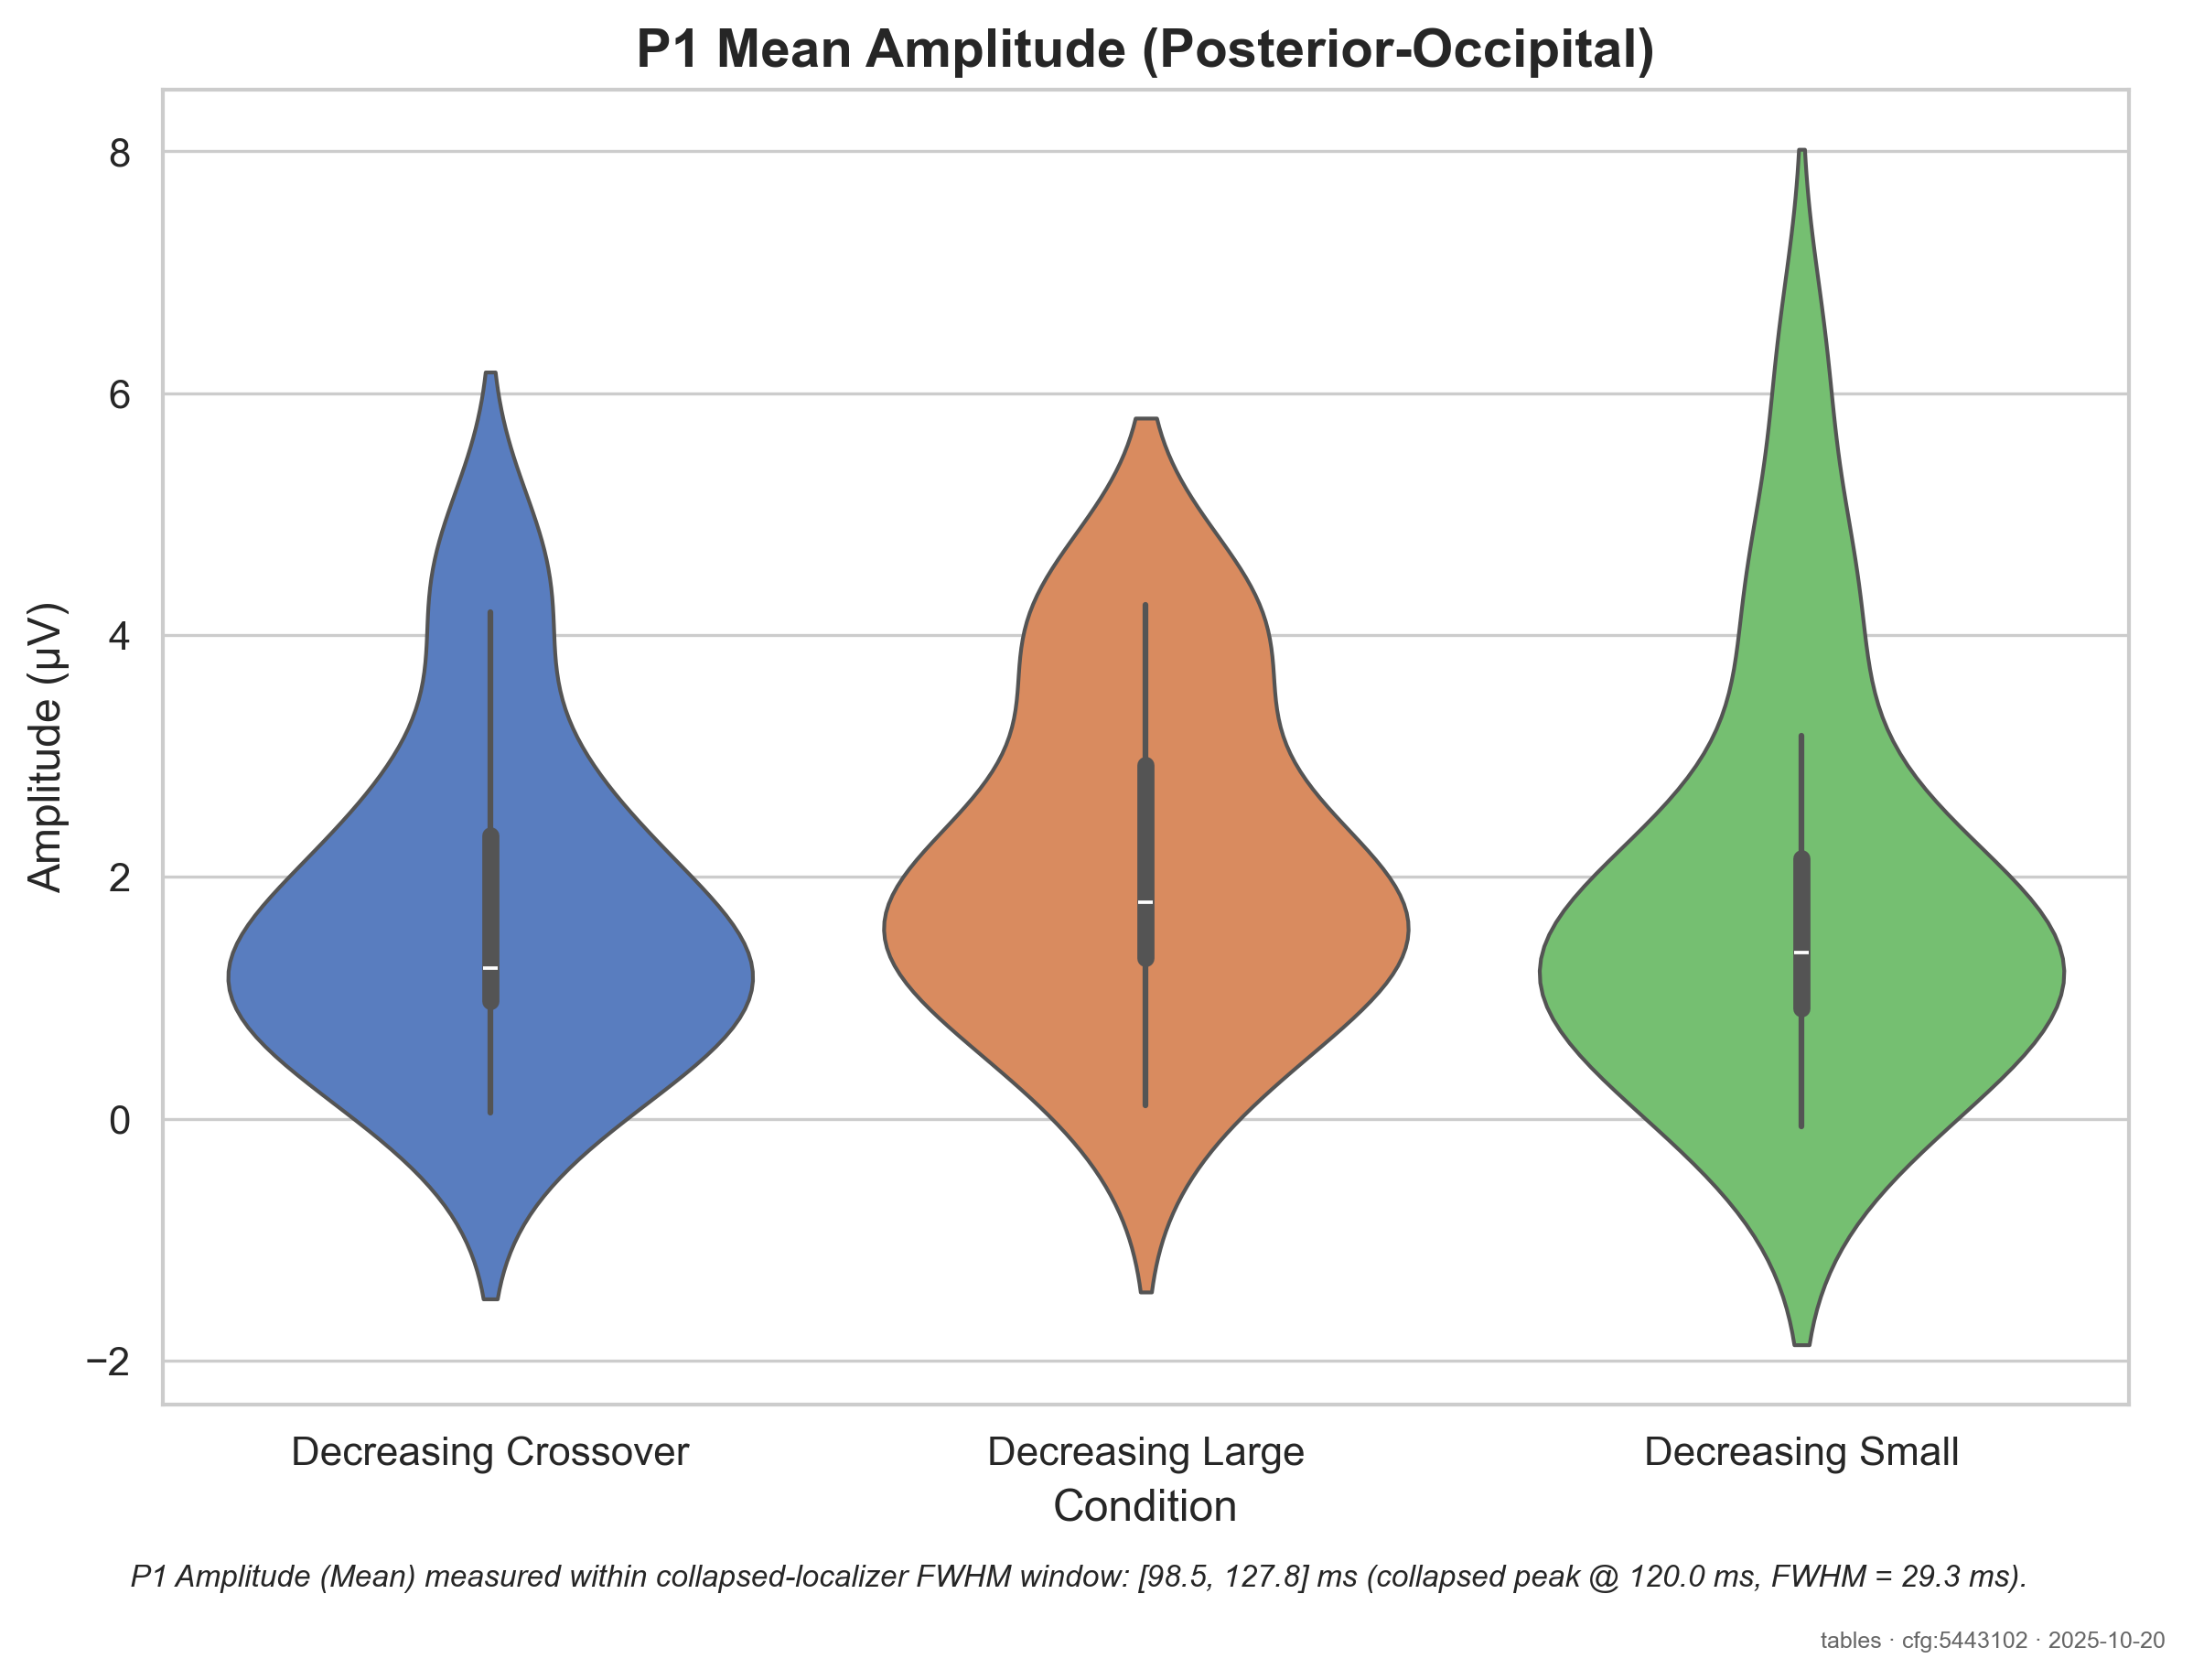 P1 Mean Amplitude (Posterior-Occipital)
8
6
4
2
0
−2
Amplitude (µV)
Decreasing Crossover
Decreasing Large
Decreasing Small
Condition
P1 Amplitude (Mean) measured within collapsed-localizer FWHM window: [98.5, 127.8] ms (collapsed peak @ 120.0 ms, FWHM = 29.3 ms).
tables · cfg:5443102 · 2025-10-20